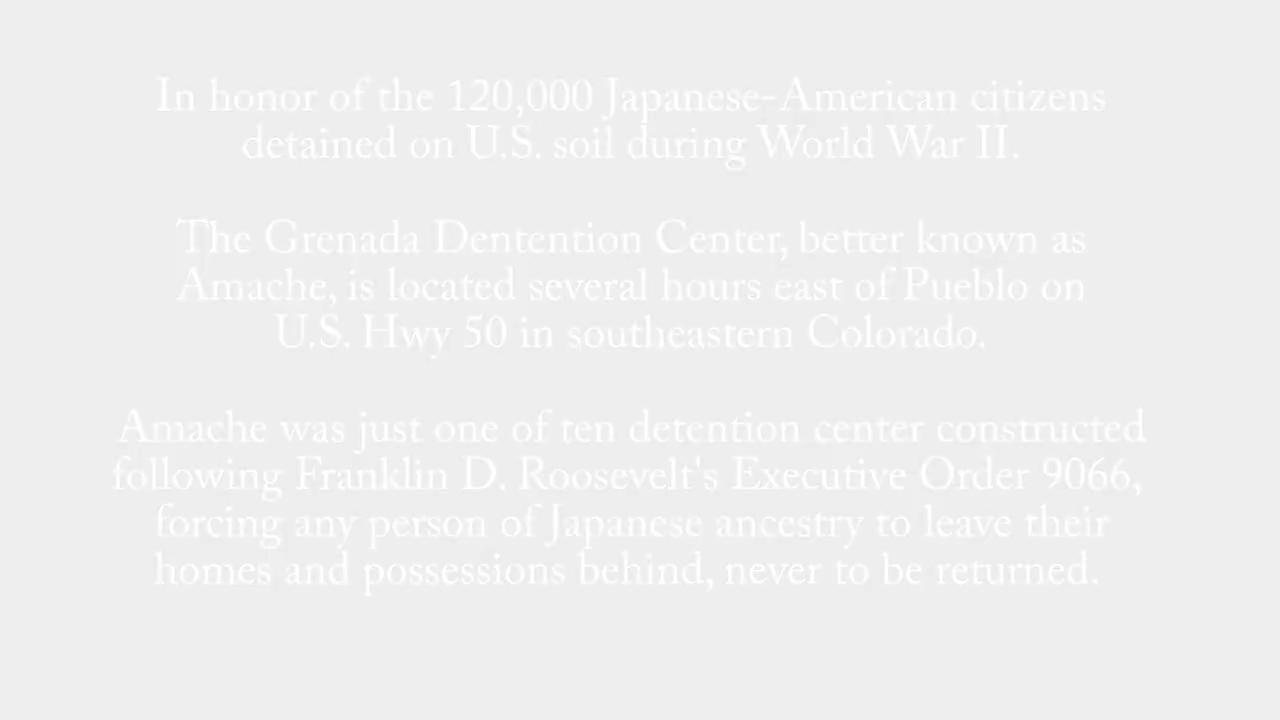 In honor of the 120,000 Japanese-American citizens
detained on U.S. soil during World War II.
The Grenada Dentention Center, better known as
Amache, is located several hours east of Pueblo on
U.S. Hwy 50 in southeastern Colorado.
Amache was just one of ten detention center constructed
following Franklin D. Roosevelt's Executive Order 9066,
forcing any person of Japanese ancestry to leave their
homes and possessions behind, never to be returned.